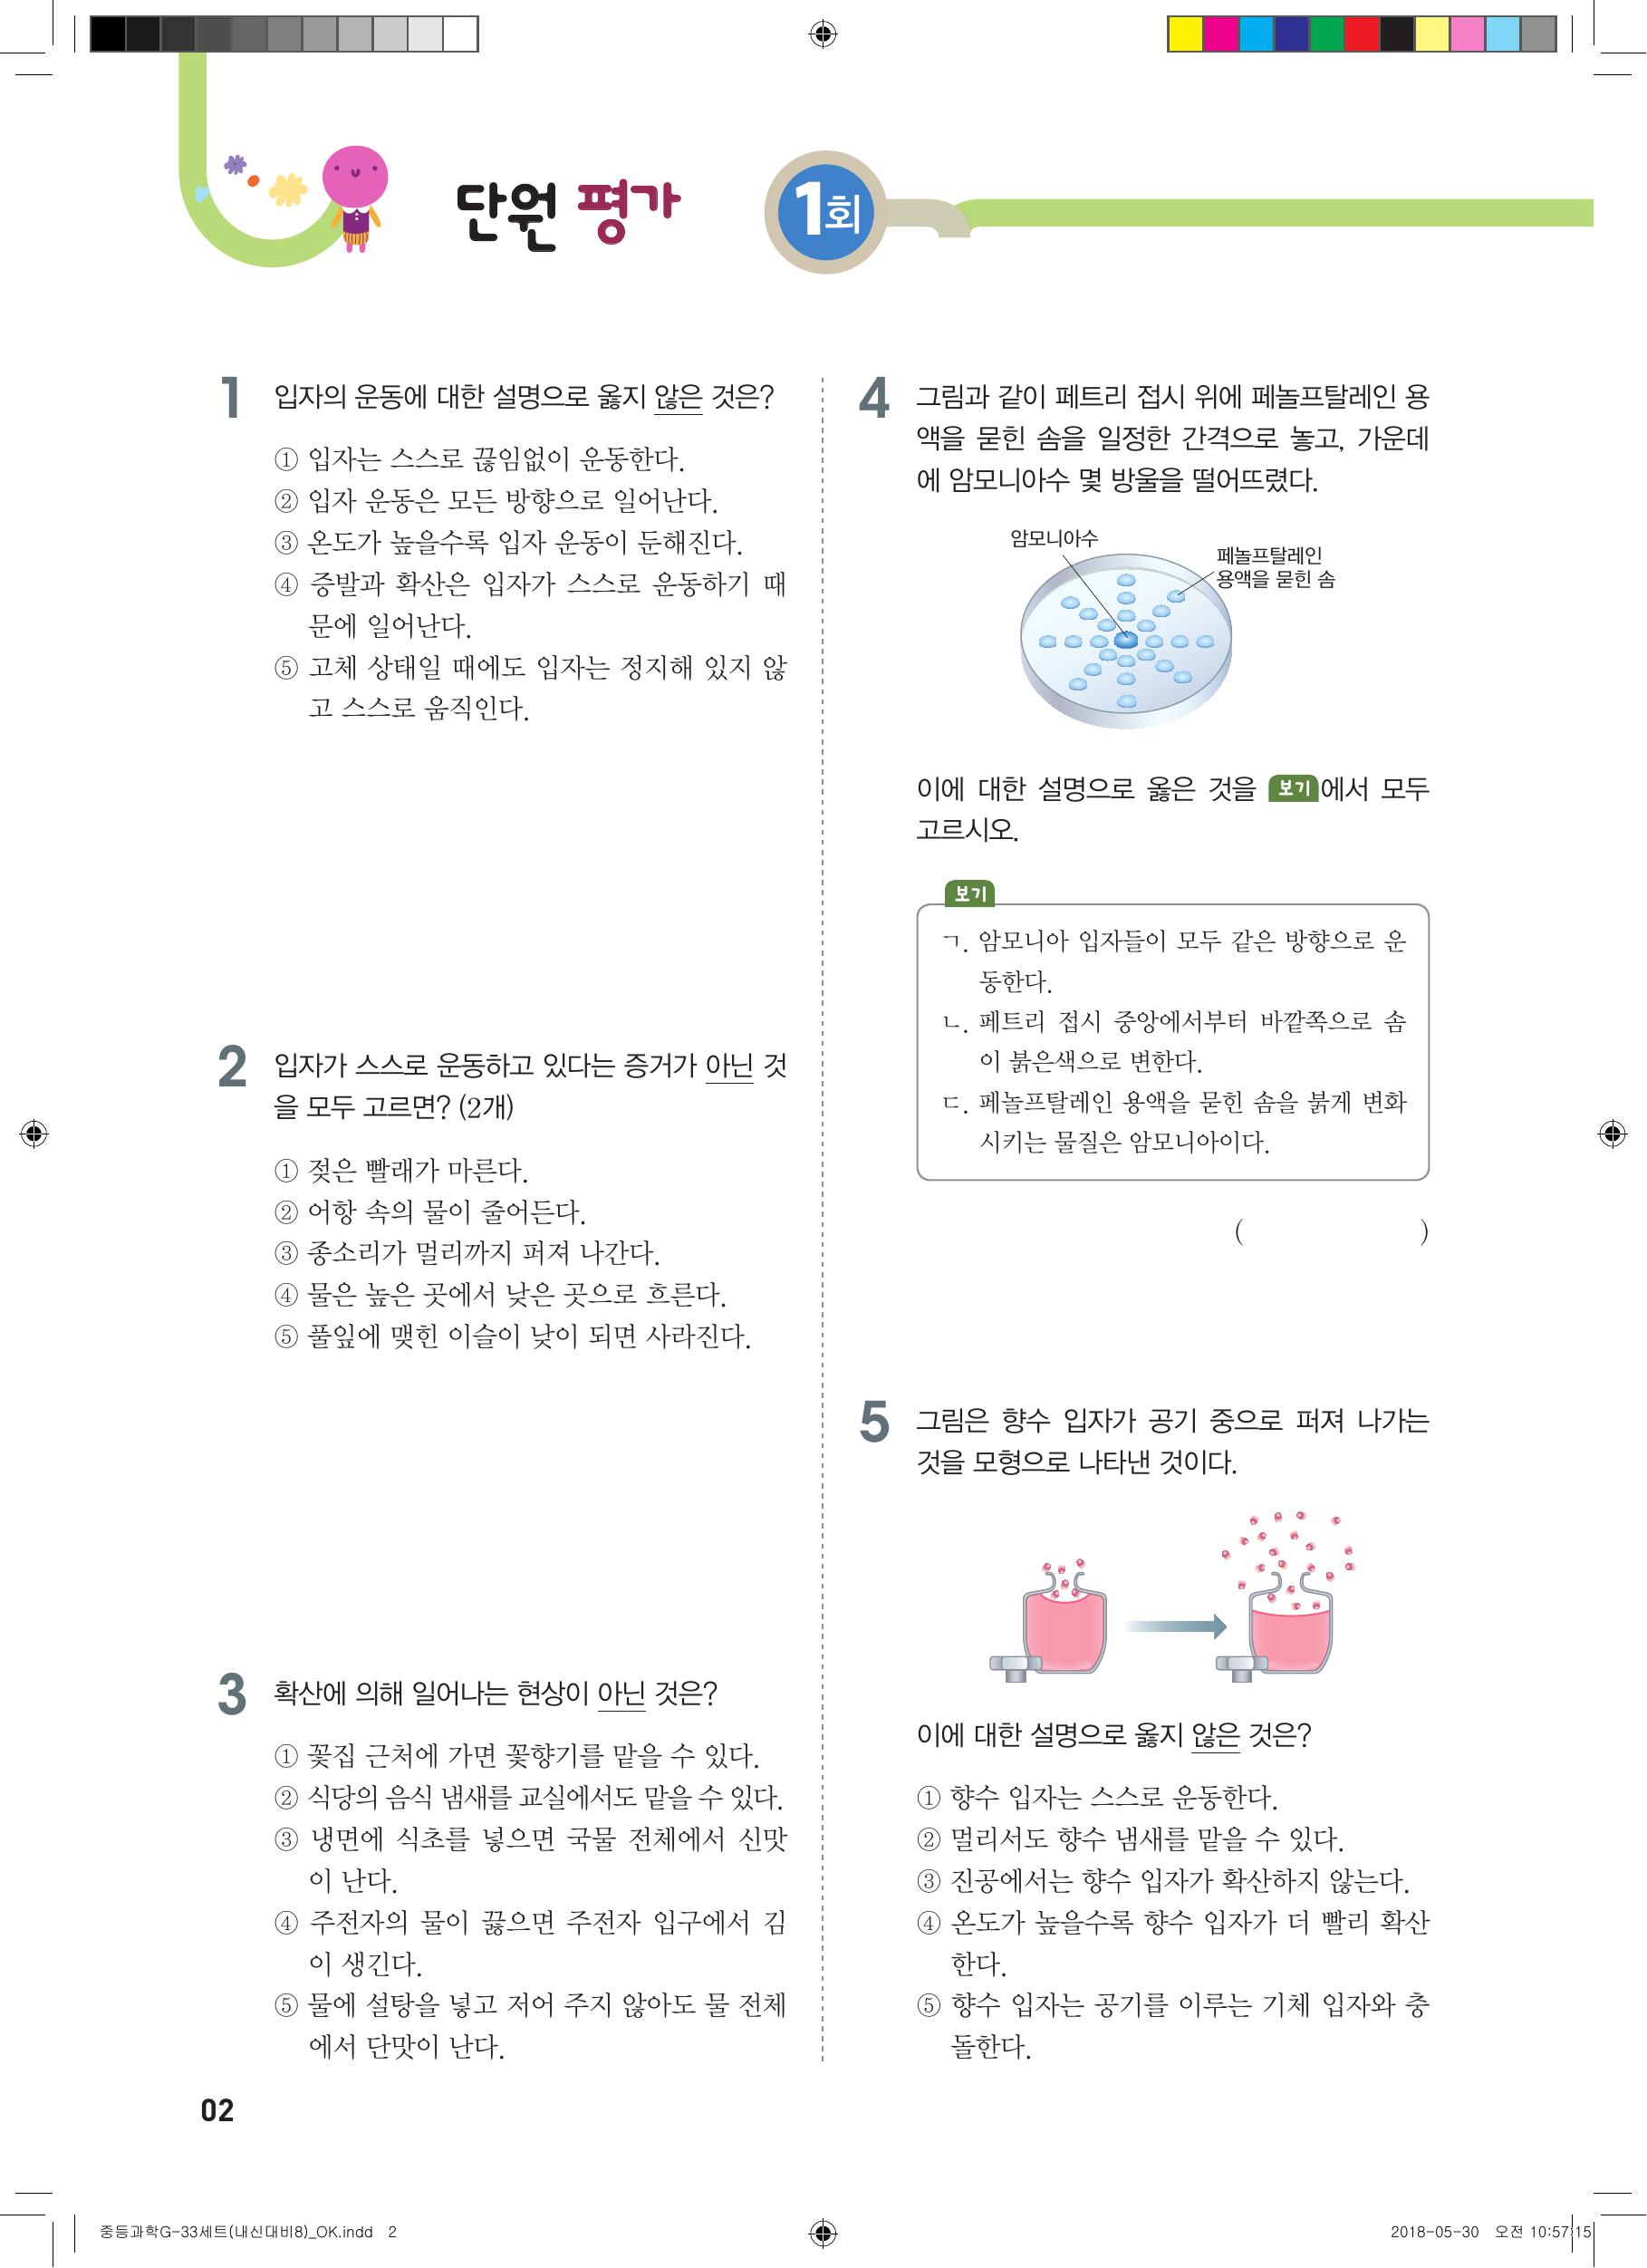 단원 평가 1회
1 입자의 운동에 대한 설명으로 옳지 않은 것은?
① 입자는 스스로 끊임없이 운동한다.
② 입자 운동은 모든 방향으로 일어난다.
③ 온도가 높을수록 입자 운동이 둔해진다.
④ 증발과 확산은 입자가 스스로 운동하기 때
문에 일어난다.
⑤ 고체 상태일 때에도 입자는 정지해 있지 않
고 스스로 움직인다.
2 입자가 스스로 운동하고 있다는 증거가 아닌 것
을 모두 고르면? (2개)
① 젖은 빨래가 마른다.
② 어항 속의 물이 줄어든다.
③ 종소리가 멀리까지 퍼져 나간다.
④ 물은 높은 곳에서 낮은 곳으로 흐른다.
⑤ 풀잎에 맺힌 이슬이 낮이 되면 사라진다.
3 확산에 의해 일어나는 현상이 아닌 것은?
① 꽃집 근처에 가면 꽃향기를 맡을 수 있다.
② 식당의 음식 냄새를 교실에서도 맡을 수 있다.
③ 냉면에 식초를 넣으면 국물 전체에서 신맛
이 난다.
④ 주전자의 물이 끓으면 주전자 입구에서 김
이 생긴다.
⑤ 물에 설탕을 넣고 저어 주지 않아도 물 전체
에서 단맛이 난다.
4 그림과 같이 페트리 접시 위에 페놀프탈레인 용
액을 묻힌 솜을 일정한 간격으로 놓고, 가운데
에 암모니아수 몇 방울을 떨어뜨렸다.
암모니아수
페놀프탈레인
용액을 묻힌 솜
이에 대한 설명으로 옳은 것을 보기에서 모두
고르시오.
보기
ㄱ. 암모니아 입자들이 모두 같은 방향으로 운
동한다.
ㄴ. 페트리 접시 중앙에서부터 바깥쪽으로 솜
이 붉은색으로 변한다.
ㄷ. 페놀프탈레인 용액을 묻힌 솜을 붉게 변화
시키는 물질은 암모니아이다.
( )
5 그림은 향수 입자가 공기 중으로 퍼져 나가는
것을 모형으로 나타낸 것이다.
이에 대한 설명으로 옳지 않은 것은?
① 향수 입자는 스스로 운동한다.
② 멀리서도 향수 냄새를 맡을 수 있다.
③ 진공에서는 향수 입자가 확산하지 않는다.
④ 온도가 높을수록 향수 입자가 더 빨리 확산
한다.
⑤ 향수 입자는 공기를 이루는 기체 입자와 충
돌한다.
02
중등과학G-33세트(내신대비8)_OK.indd 2
2018-05-30 오전 10:57:15